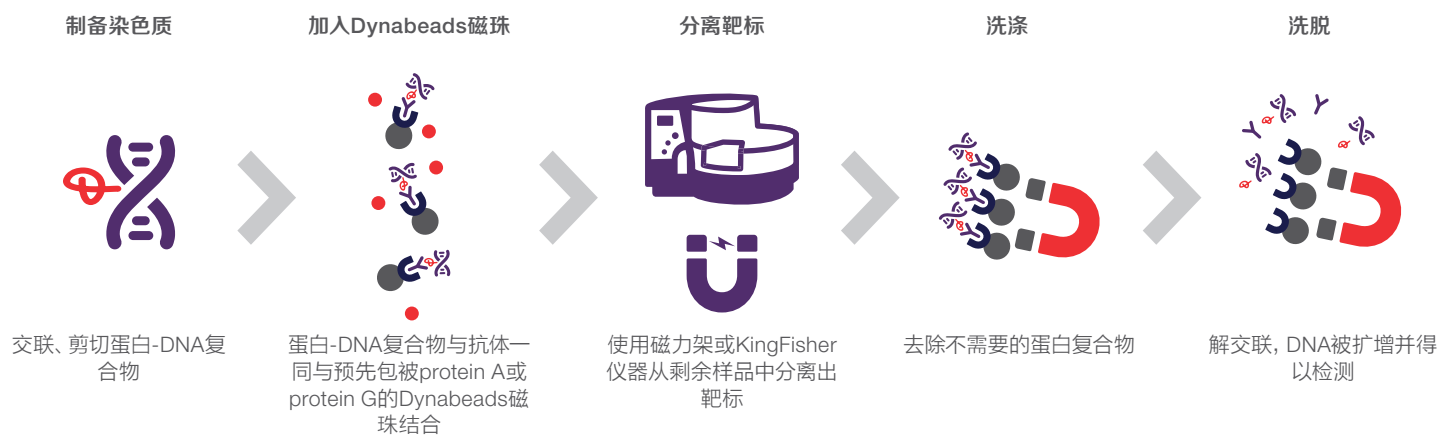 制备染色质
加入Dynabeads磁珠
分离靶标
洗涤
洗脱
交联、剪切蛋白-DNA复
合物
蛋白-DNA复合物与抗体一
同与预先包被protein A或
protein G的Dynabeads磁
珠结合
使用磁力架或KingFisher
仪器从剩余样品中分离出
靶标
去除不需要的蛋白复合物
解交联，DNA被扩增并得
以检测